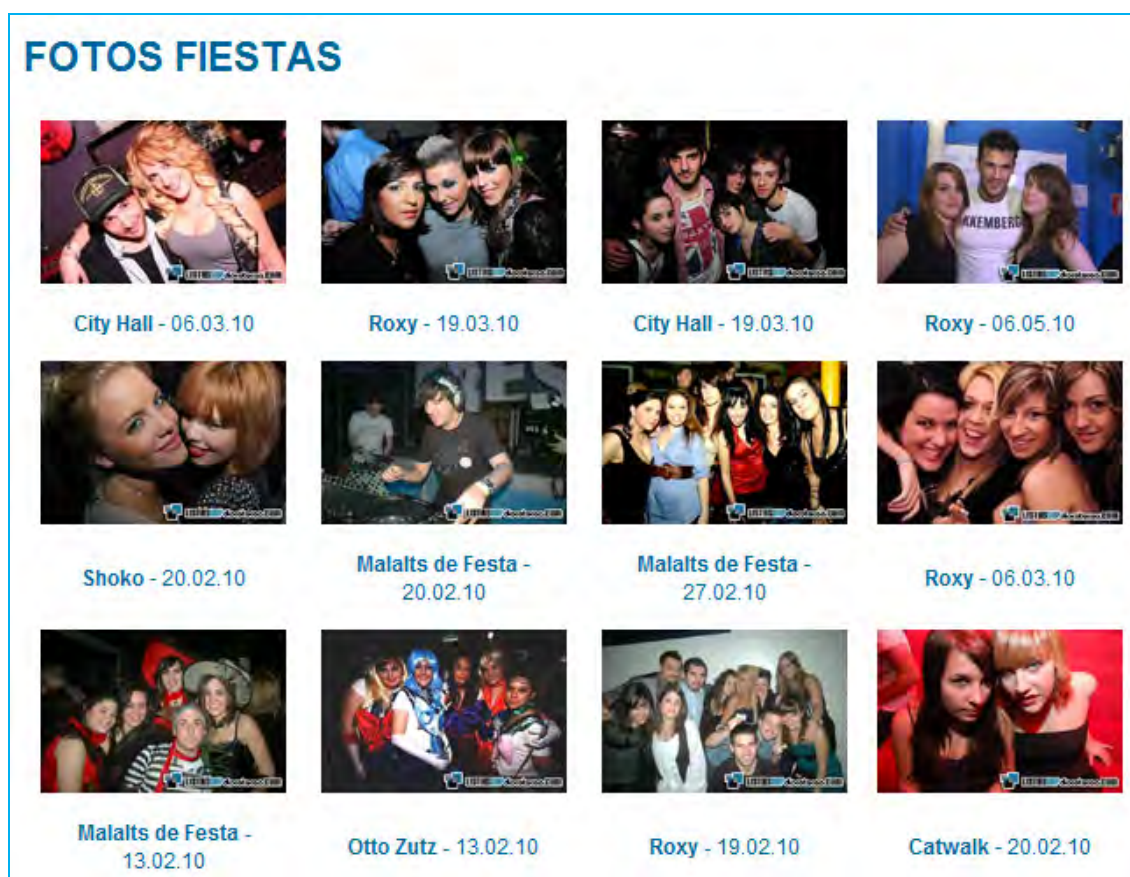 FOTOS FIESTAS
City Hall - 06.03.10
Roxy - 19.03.10
City Hall - 19.03.10
Roxy - 06.05.10
Shoko - 20.02.10
Malalts de Festa -
20.02.10
Malalts de Festa -
27.02.10
Roxy - 06.03.10
Malalts de Festa -
13.02.10
Otto Zutz - 13.02.10
Roxy - 19.02.10
Catwalk - 20.02.10